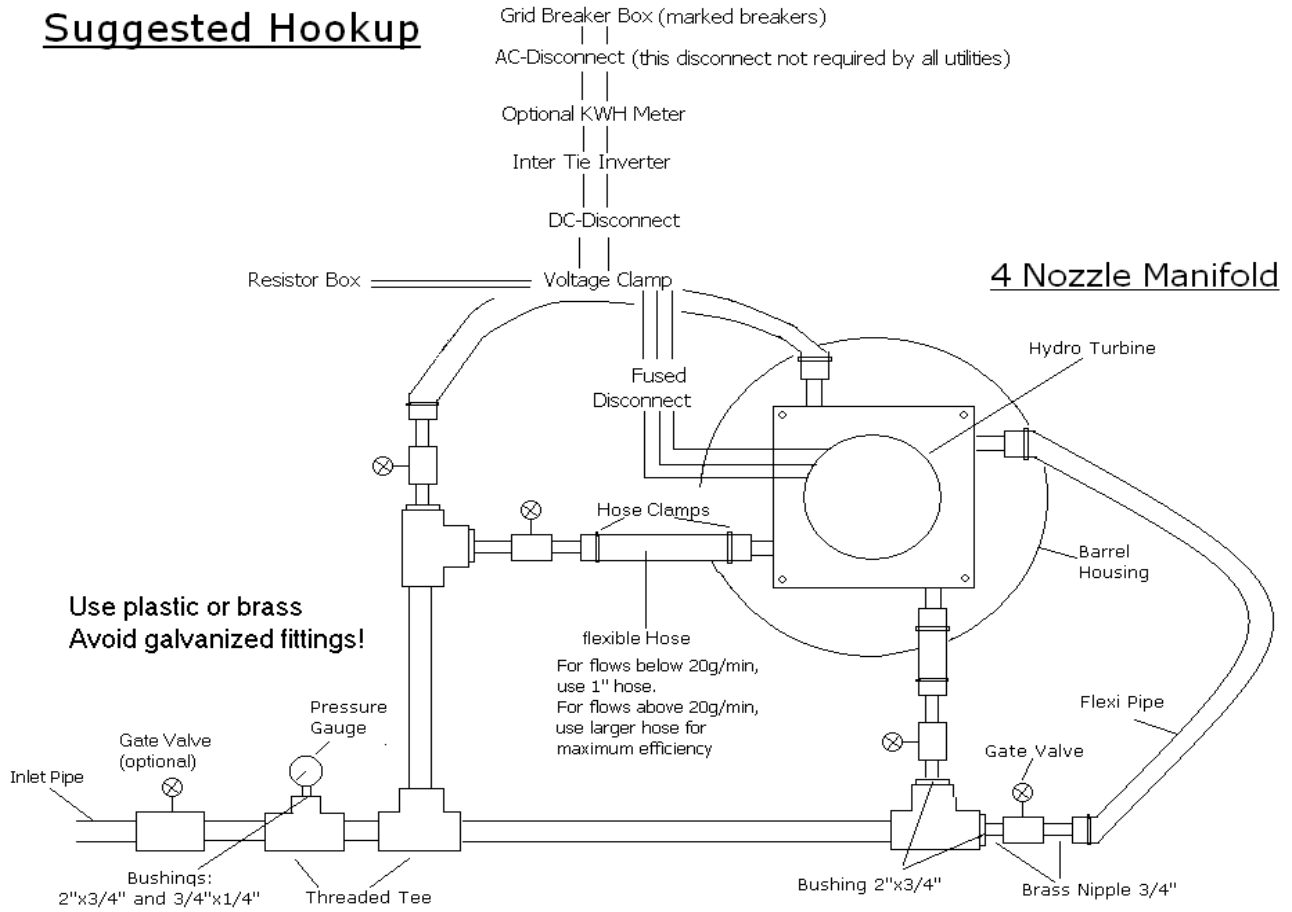 Suggested Hookup
Grid Breaker Box (marked breakers)
AC-Disconnect (this disconnect not required by all utilities)
Optional KWH Meter
Inter Tie Inverter
DC-Disconnect
Resistor Box
Voltage Clamp
4 Nozzle Manifold
Hydro Turbine
Fused
Disconnect
Hose Clamps
Barrel
Housing
Use plastic or brass
Avoid galvanized fittings!
flexible Hose
For flows below 20g/min,
use 1" hose.
For flows above 20g/min,
use larger hose for
maximum efficiency
Flexi Pipe
Pressure
Gauge
Gate Valve
(optional)
Gate Valve
Inlet Pipe
Bushings:
2"x3/4" and 3/4"x1/4"
Threaded Tee
Bushing 2"x3/4"
Brass Nipple 3/4"